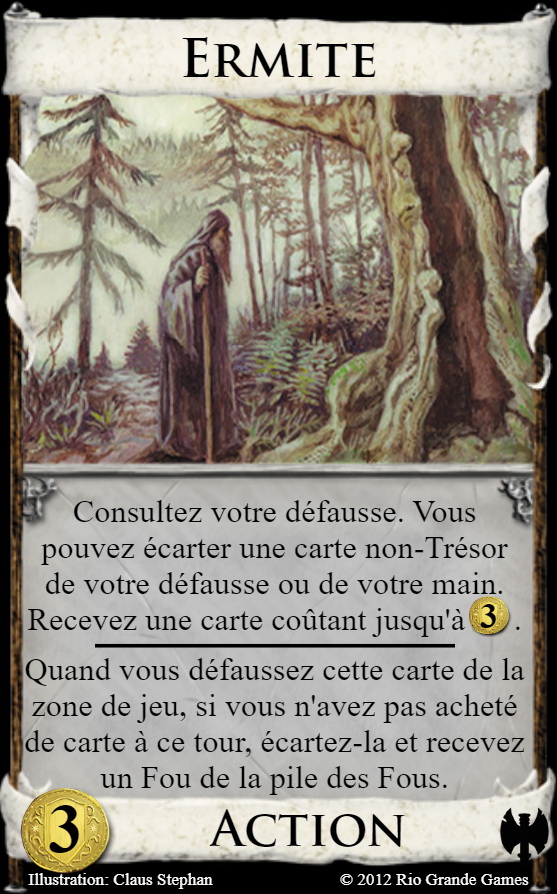 ERMITE
Consultez votre défausse. Vous
pouvez écarter une carte non-Trésor
de votre défausse ou de votre main.
Recevez une carte coûtant jusqu'à 3 .
Quand vous défaussez cette carte de la
zone de jeu, si vous n'avez pas acheté
de carte à ce tour, écartez-la et recevez
un Fou de la pile des Fous.
3 ACTION
Illustration: Claus Stephan © 2012 Rio Grande Games